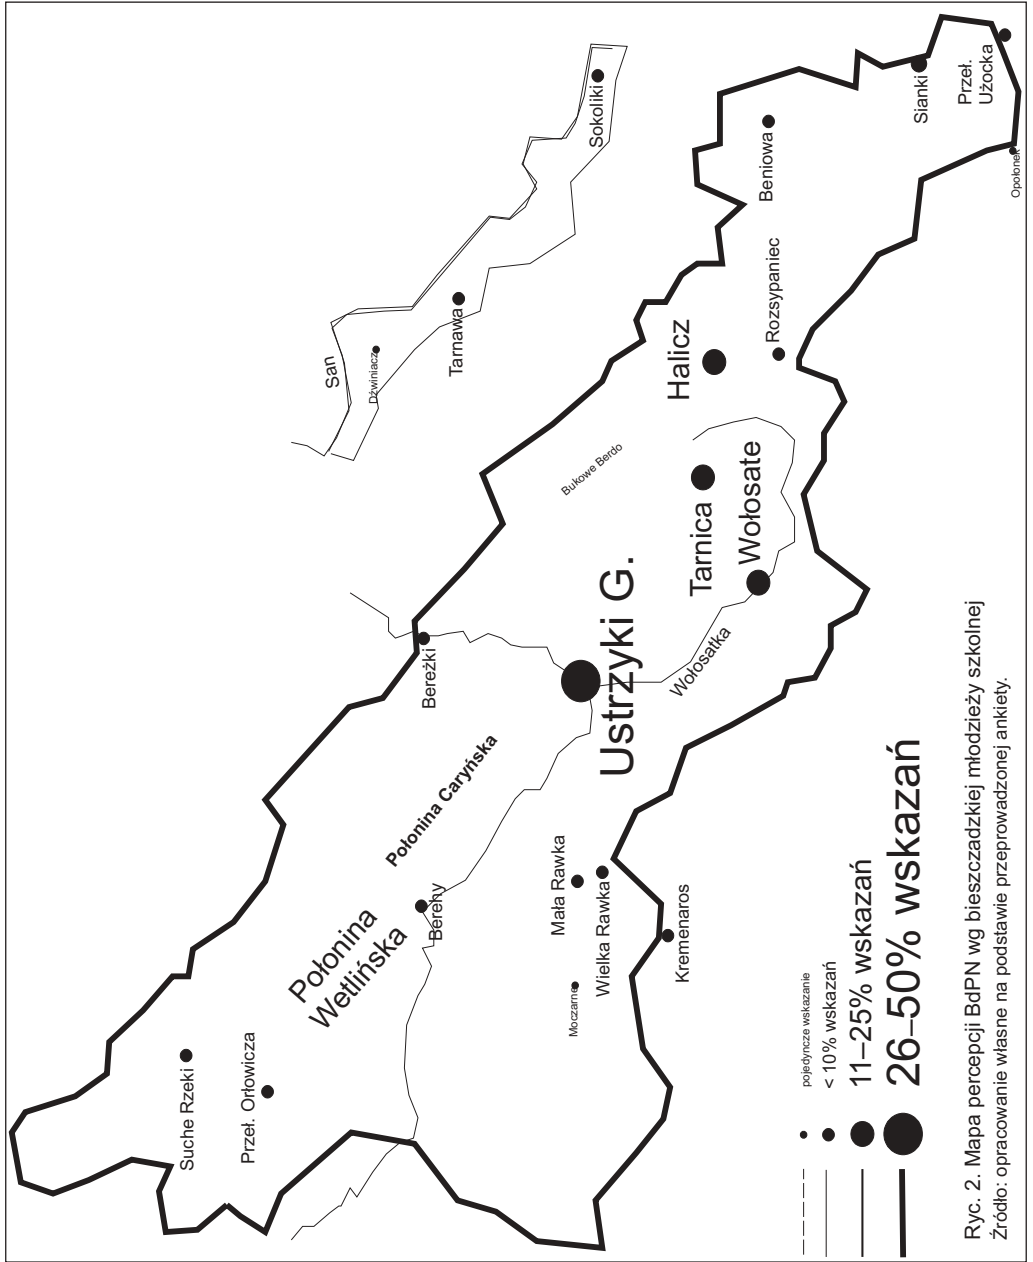 San
Dźwiniacz
Tarnawa
Sokoliki
Suche Rzeki
Przeł. Orłowicza
Połonina
Wetlińska
Berehy
Połonina Caryńska
Bereżki
Bukowe Berdo
Halicz
Tarnica
Wołosate
Rozsypaniec
Beniowa
Sianki
Przeł.
Użocka
Opołonek
Ustrzyki G.
Wołosatka
Mała Rawka
Wielka Rawka
Moczarne
Kremenaros
pojedyncze wskazanie
< 10% wskazań
11–25% wskazań
26–50% wskazań
Ryc. 2. Mapa percepcji BdPN wg bieszczadzkiej młodzieży szkolnej
Źródło: opracowanie własne na podstawie przeprowadzonej ankiety.